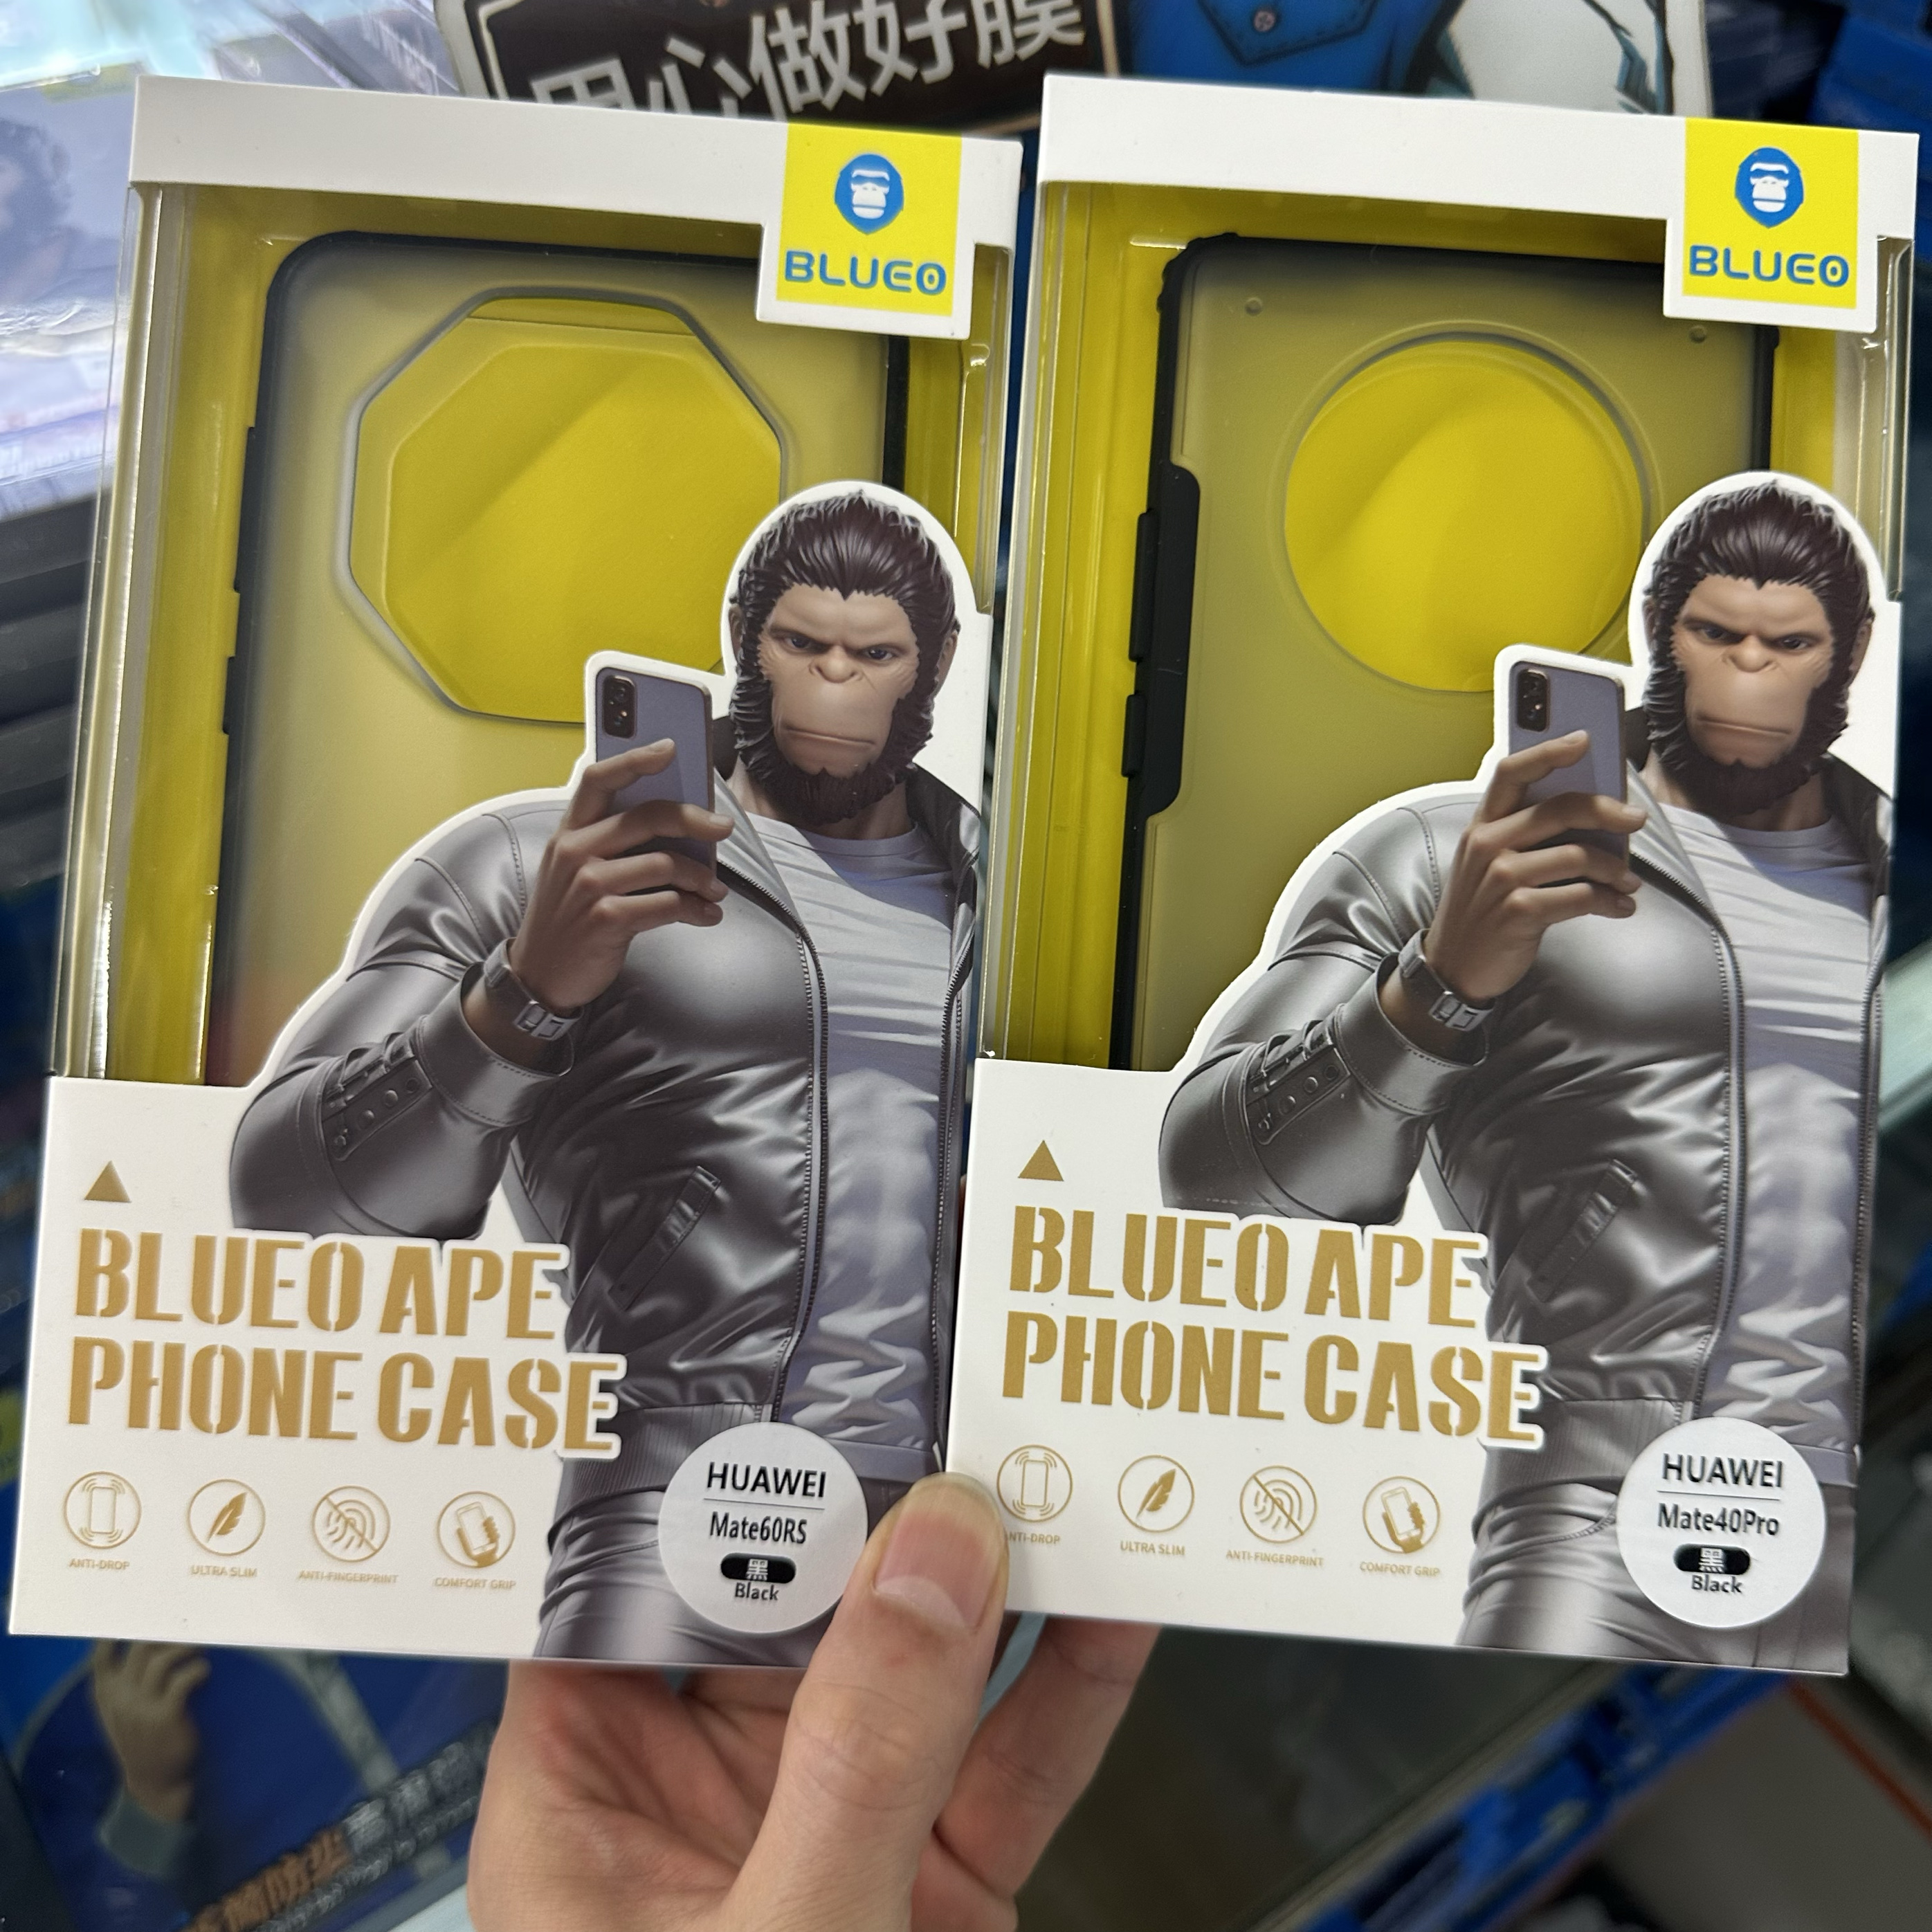 用心做好膜
BLUEO
BLUEO APE
PHONE CASE
ANTI-DROP
ULTRA SLIM
ANTI-FINGERPRINT
COMFORT GRIP
HUAWEI
Mate60RS
黑
Black
BLUEO
BLUEO APE
PHONE CASE
ANTI-DROP
ULTRA SLIM
ANTI-FINGERPRINT
COMFORT GRIP
HUAWEI
Mate40Pro
黑
Black